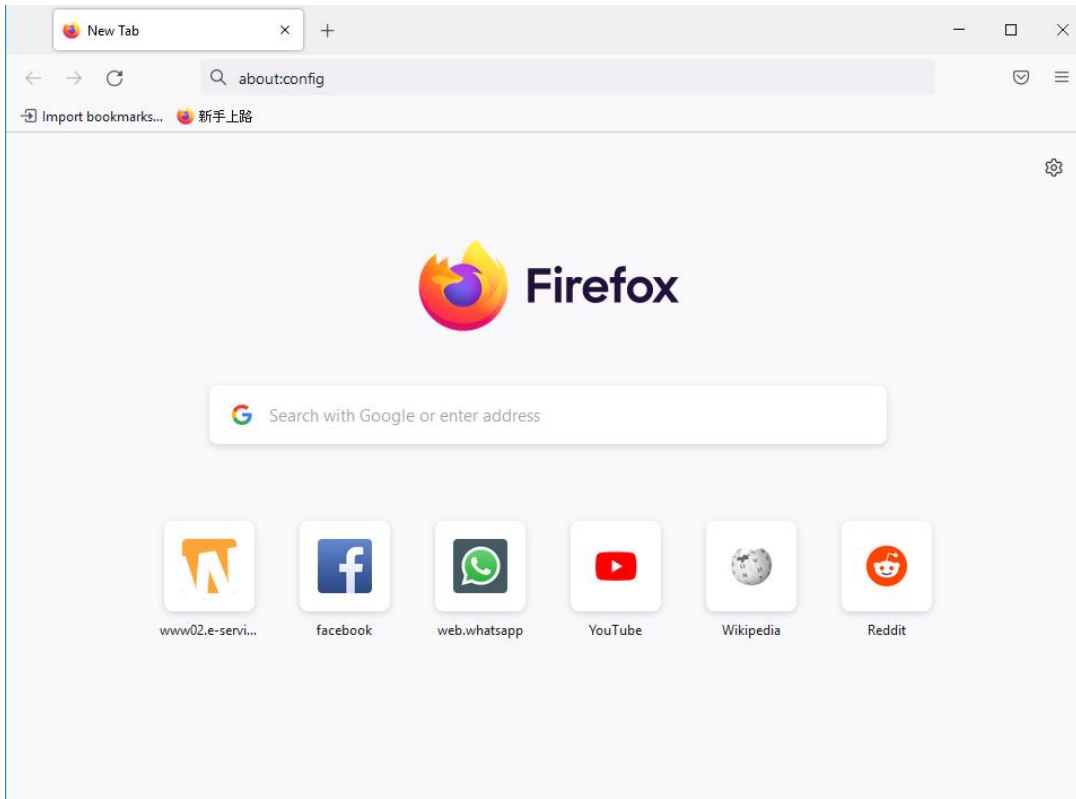 New Tab
about:config
Import bookmarks... 新手上路
Firefox
Search with Google or enter address
www02.e-servi... facebook web.whatsapp YouTube Wikipedia Reddit